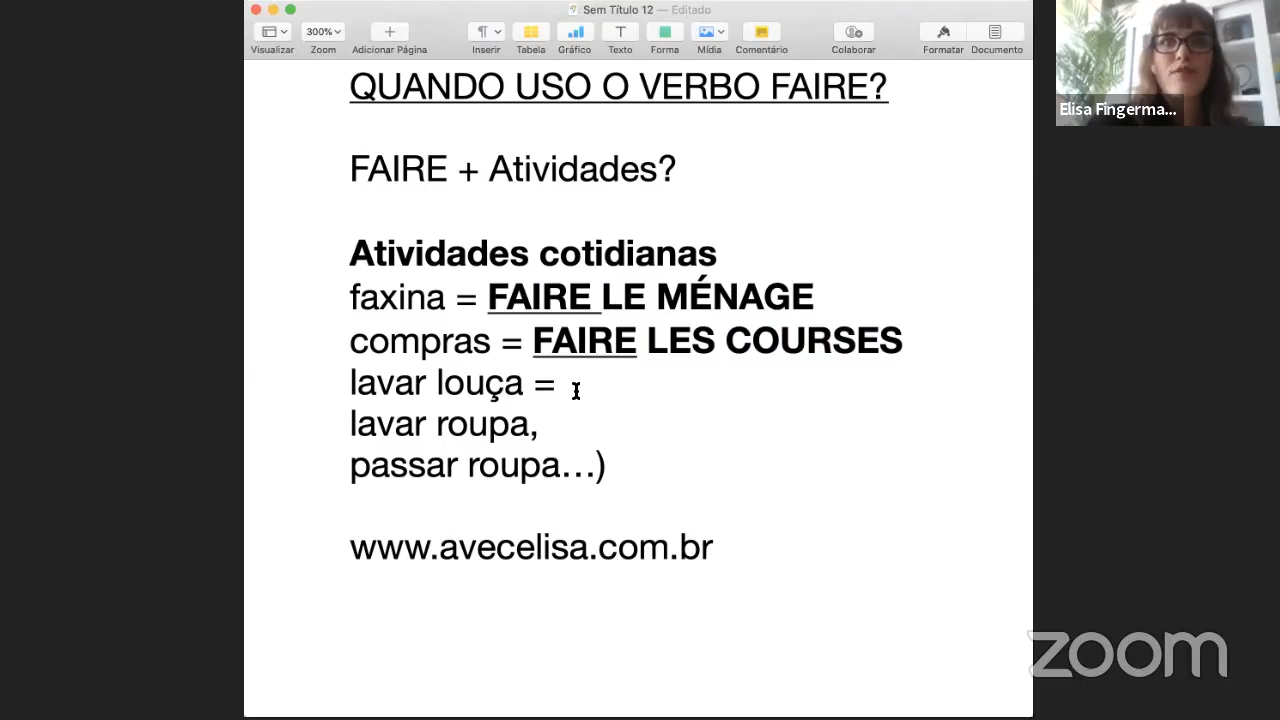 Sem Título 12 — Editado
300%
Visualizar Zoom Adicionar Página Inserir Tabela Gráfico Texto Forma Mídia Comentário Colaborar Formatar Documento
QUANDO USO O VERBO FAIRE?
FAIRE + Atividades?
Atividades cotidianas
faxina = FAIRE LE MÉNAGE
compras = FAIRE LES COURSES
lavar louça =
lavar roupa,
passar roupa…)
www.avecelisa.com.br
Elisa Fingerma...
zoom